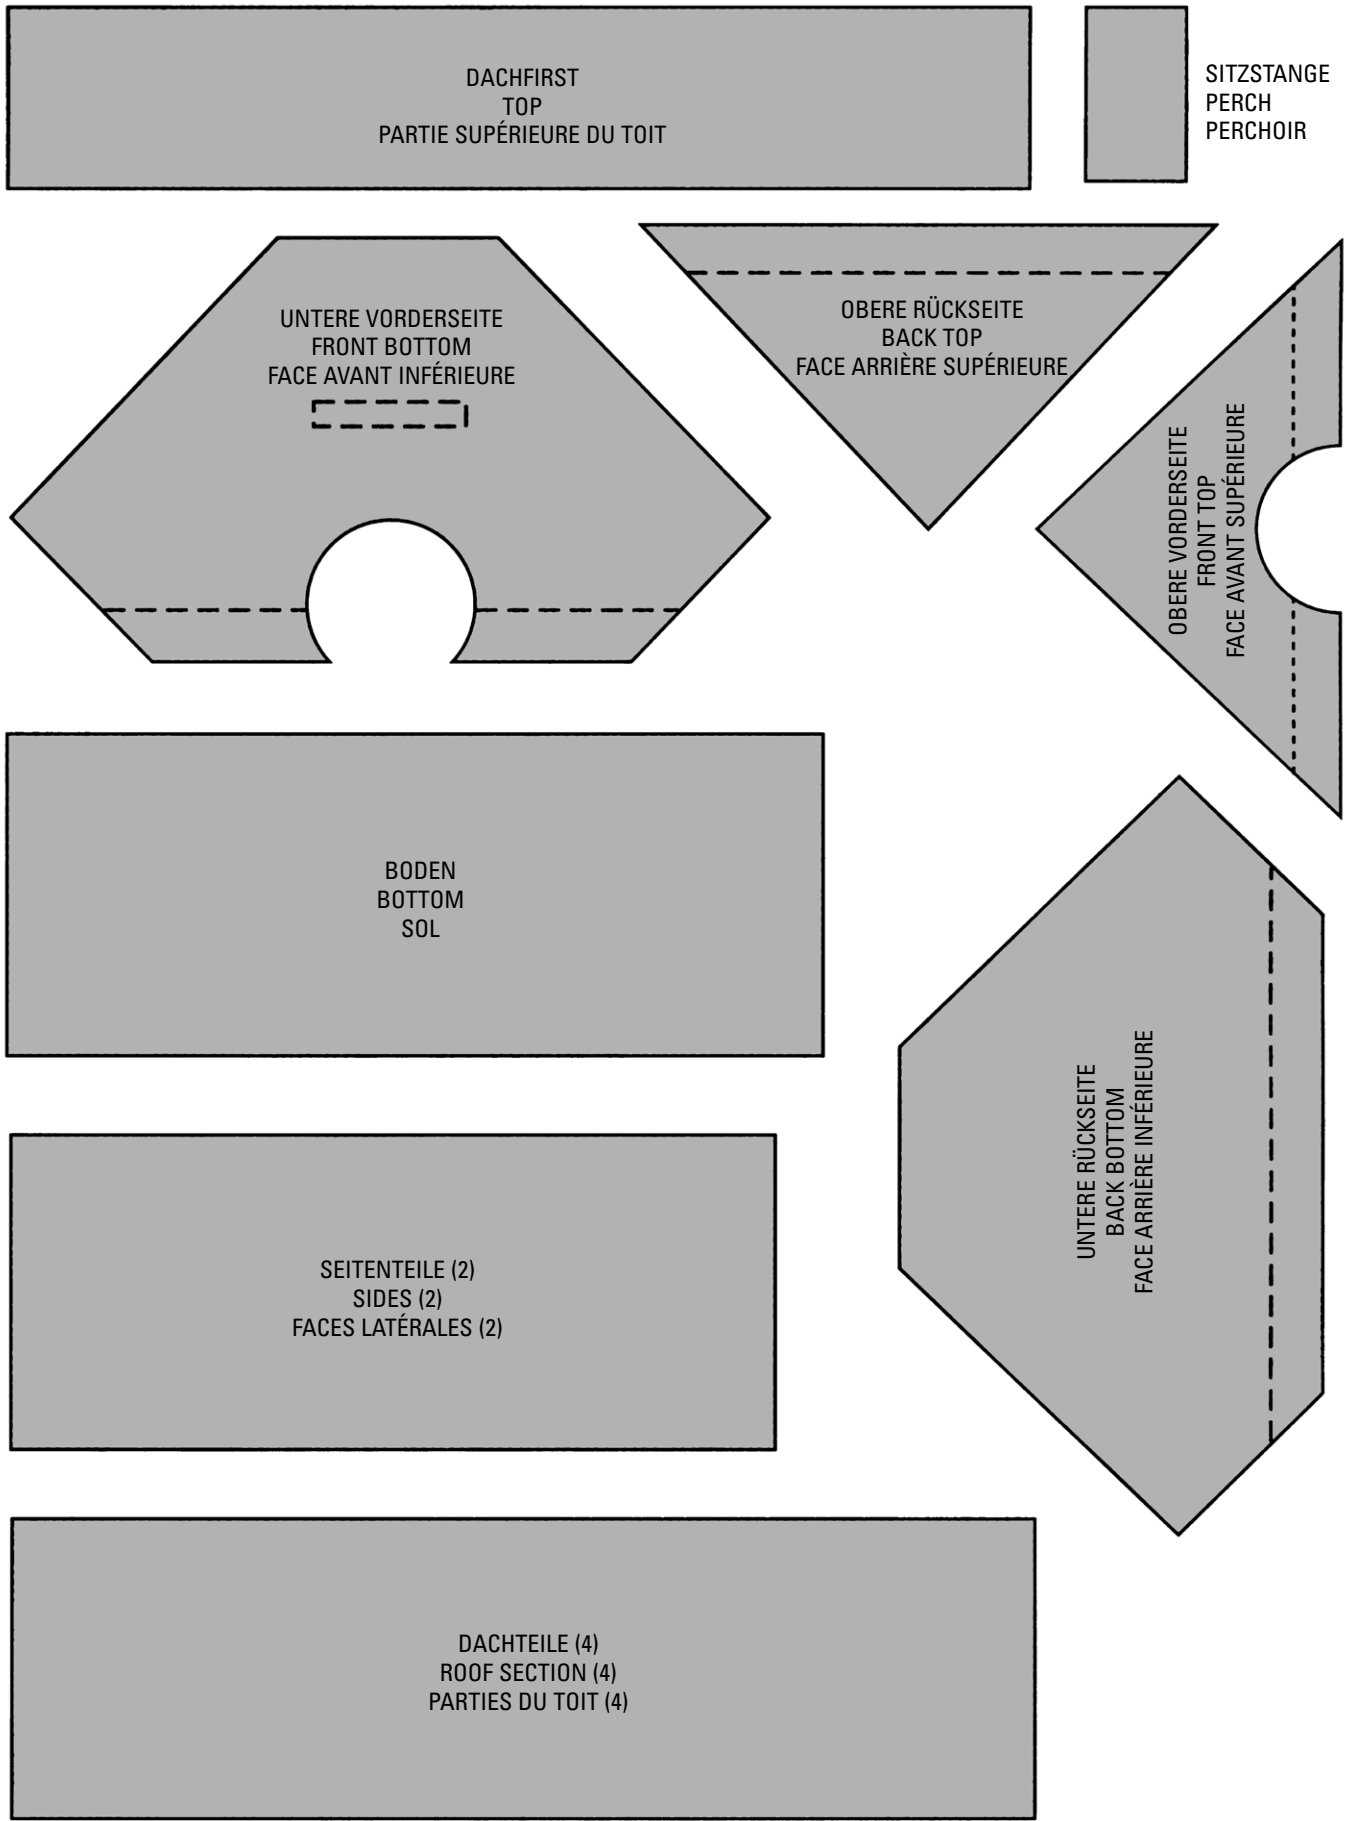 DACHFIRST
TOP
PARTIE SUPÉRIEURE DU TOIT
SITZSTANGE
PERCH
PERCHOIR
UNTERE VORDERSEITE
FRONT BOTTOM
FACE AVANT INFÉRIEURE
OBERE RÜCKSEITE
BACK TOP
FACE ARRIÈRE SUPÉRIEURE
OBERE VORDERSEITE
FRONT TOP
FACE AVANT SUPÉRIEURE
BODEN
BOTTOM
SOL
UNTERE RÜCKSEITE
BACK BOTTOM
FACE ARRIÈRE INFÉRIEURE
SEITENTEILE (2)
SIDES (2)
FACES LATÉRALES (2)
DACHTEILE (4)
ROOF SECTION (4)
PARTIES DU TOIT (4)